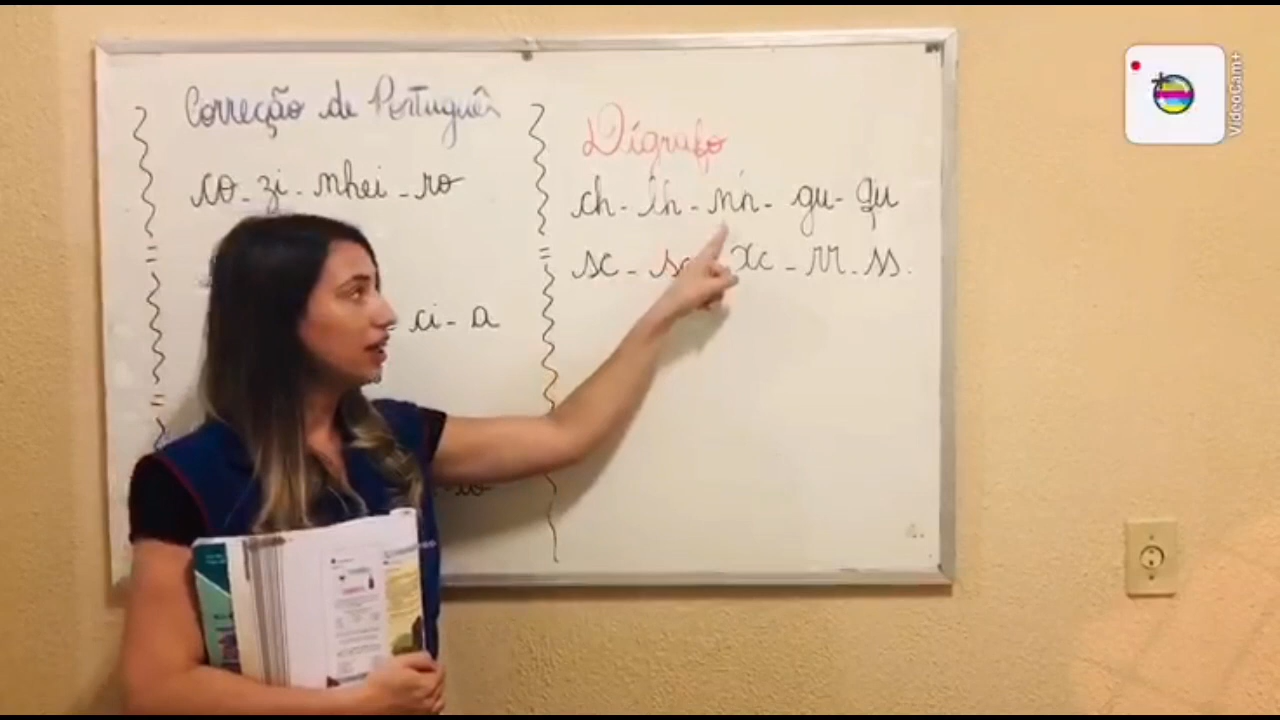 Correção de Português
co - zi - nhei - ro
ci - a
Dígrafo
ch - lh - nh - gu - qu
sc - sç xc - rr - ss.
VideoCam+